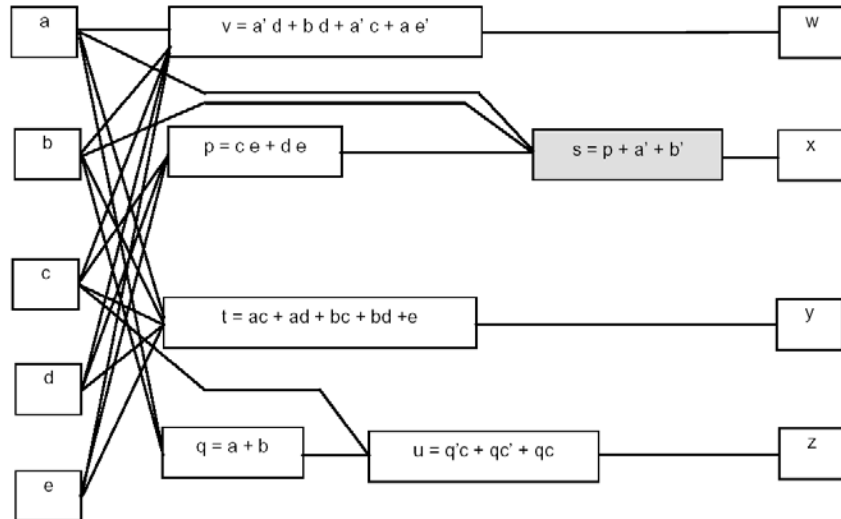 a
v = a' d + b d + a' c + a e'
w
b
p = c e + d e
s = p + a' + b'
x
c
t = ac + ad + bc + bd +e
y
d
q = a + b
u = q'c + qc' + qc
z
e